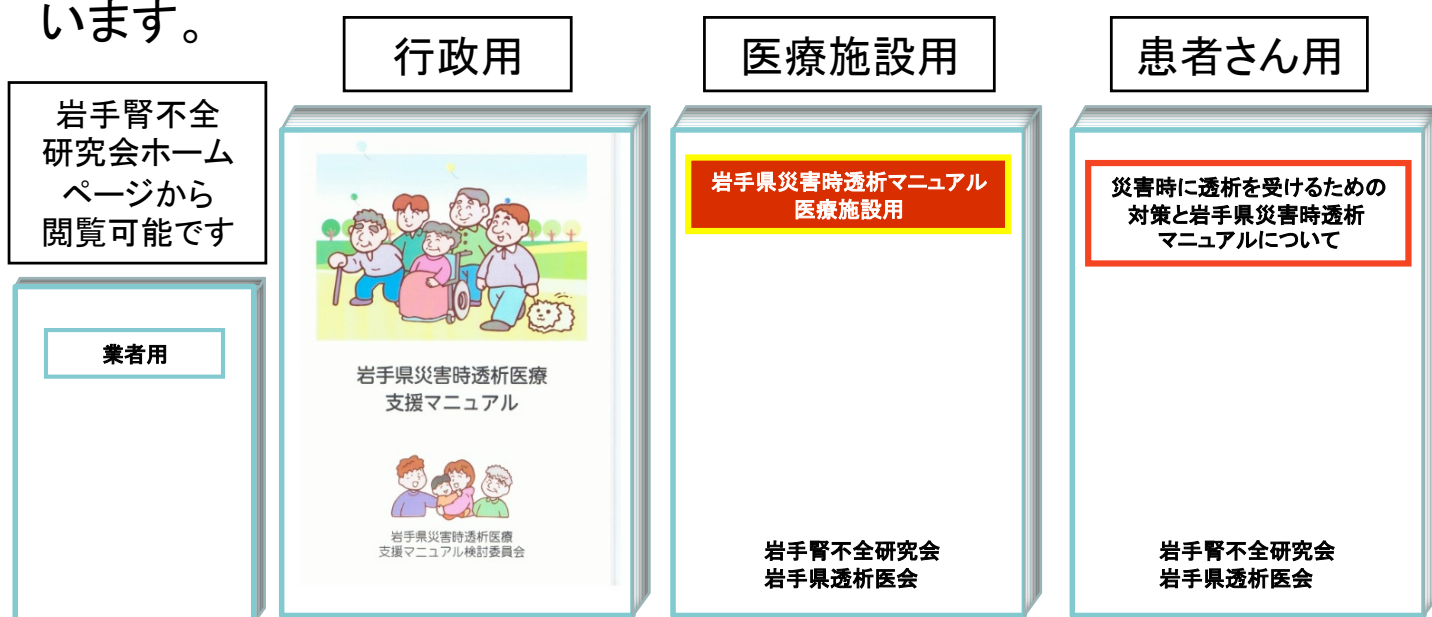 います。
岩手腎不全
研究会ホーム
ページから
閲覧可能です
業者用
行政用
岩手県災害時透析医療
支援マニュアル
岩手県災害時透析医療
支援マニュアル検討委員会
医療施設用
岩手県災害時透析マニュアル
医療施設用
岩手腎不全研究会
岩手県透析医会
患者さん用
災害時に透析を受けるための
対策と岩手県災害時透析
マニュアルについて
岩手腎不全研究会
岩手県透析医会